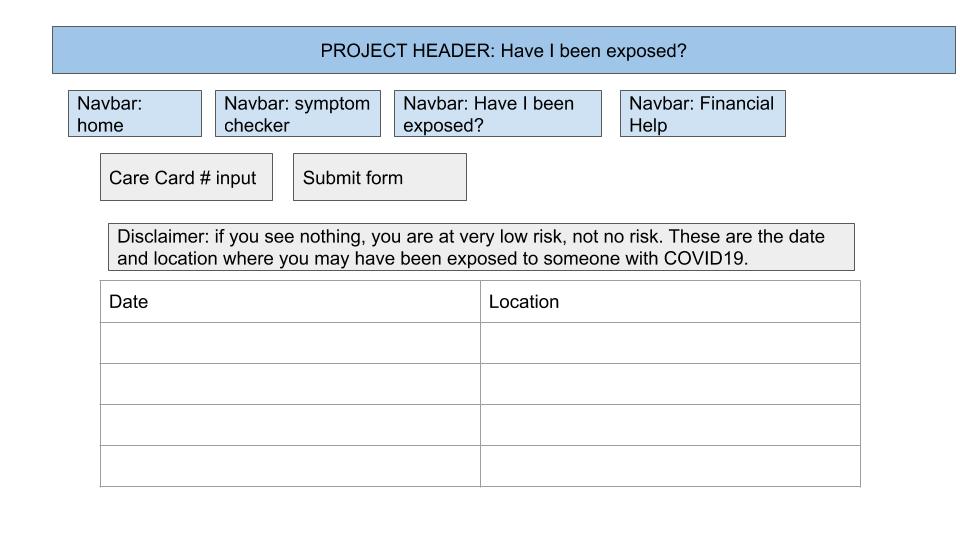 PROJECT HEADER: Have I been exposed?
Navbar:
home
Navbar: symptom
checker
Navbar: Have I been
exposed?
Navbar: Financial
Help
Care Card # input
Submit form
Disclaimer: if you see nothing, you are at very low risk, not no risk. These are the date
and location where you may have been exposed to someone with COVID19.
Date
Location